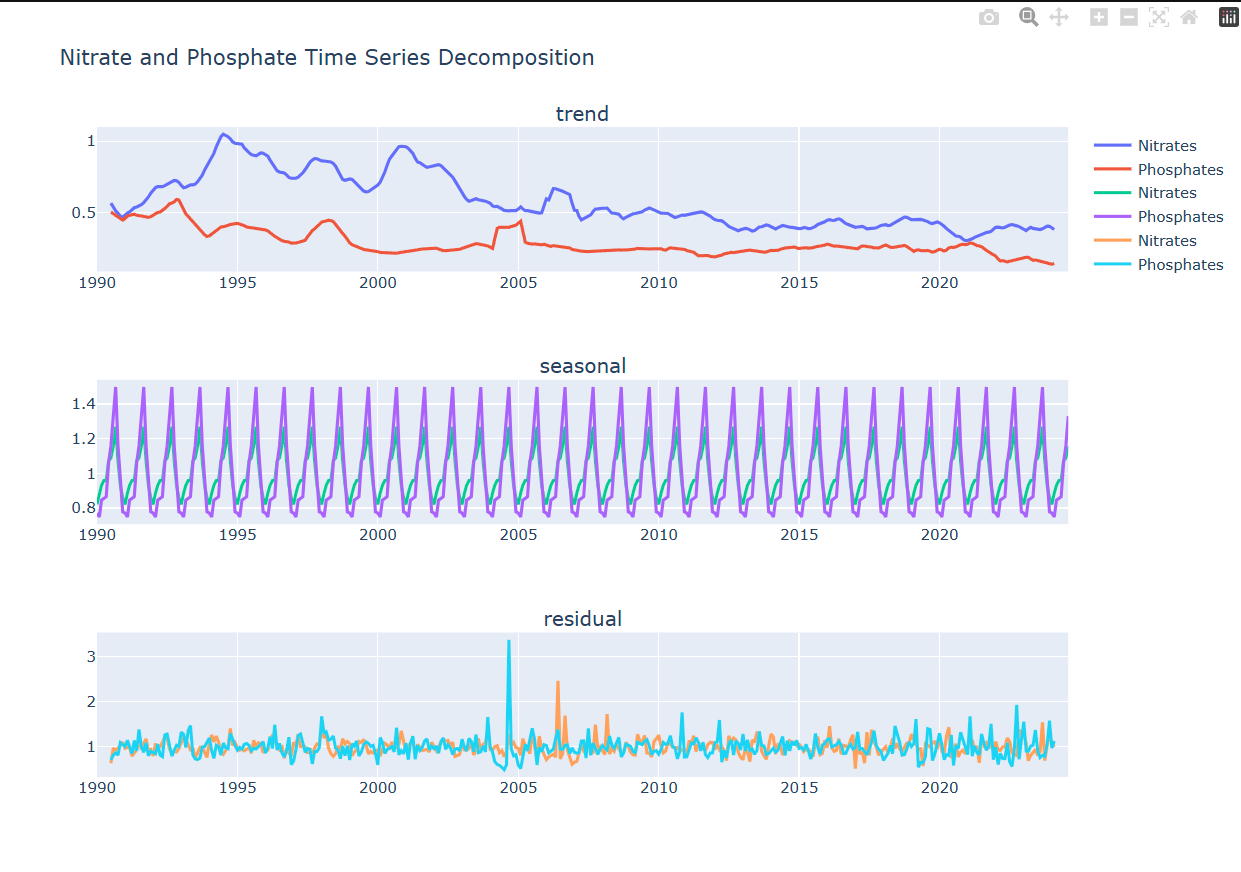 Nitrate and Phosphate Time Series Decomposition
trend
1
0.5
1990 1995 2000 2005 2010 2015 2020
Nitrates
Phosphates
Nitrates
Phosphates
Nitrates
Phosphates
seasonal
1.4
1.2
1
0.8
1990 1995 2000 2005 2010 2015 2020
residual
3
2
1
1990 1995 2000 2005 2010 2015 2020